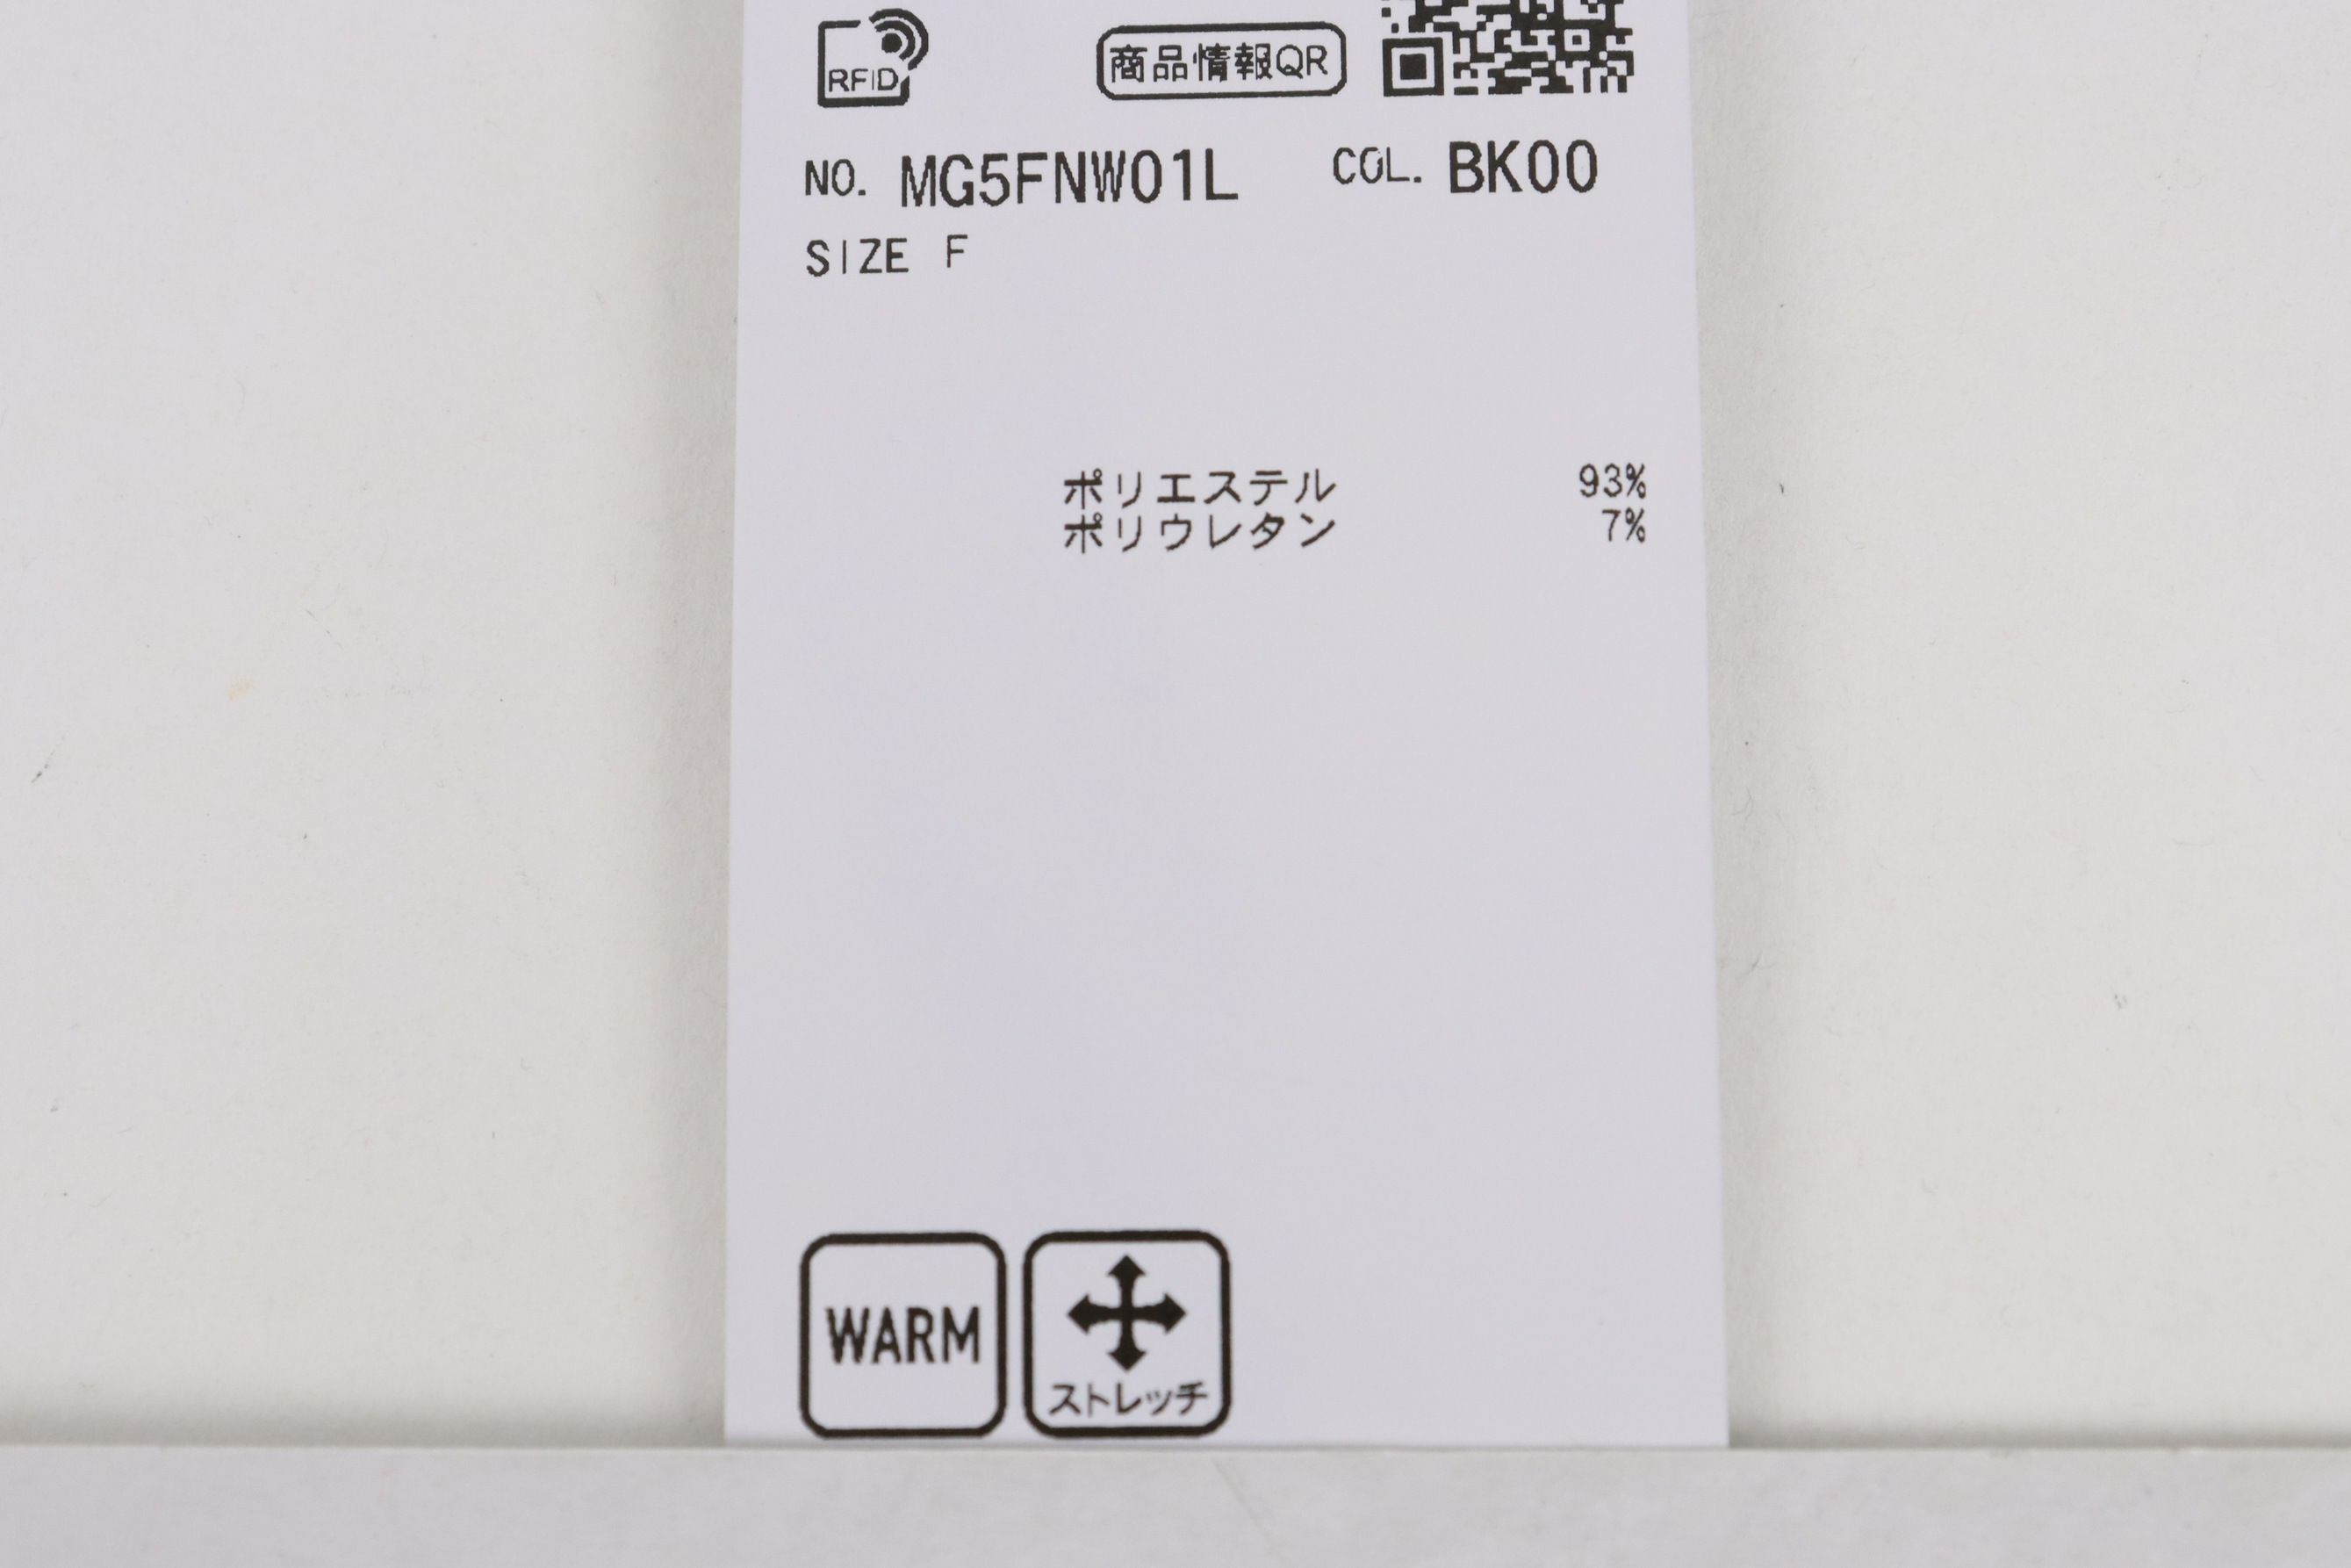 RFID
商品情報QR
NO. MG5FNW01L COL. BK00
SIZE F
ポリエステル 93%
ポリウレタン 7%
WARM
ストレッチ